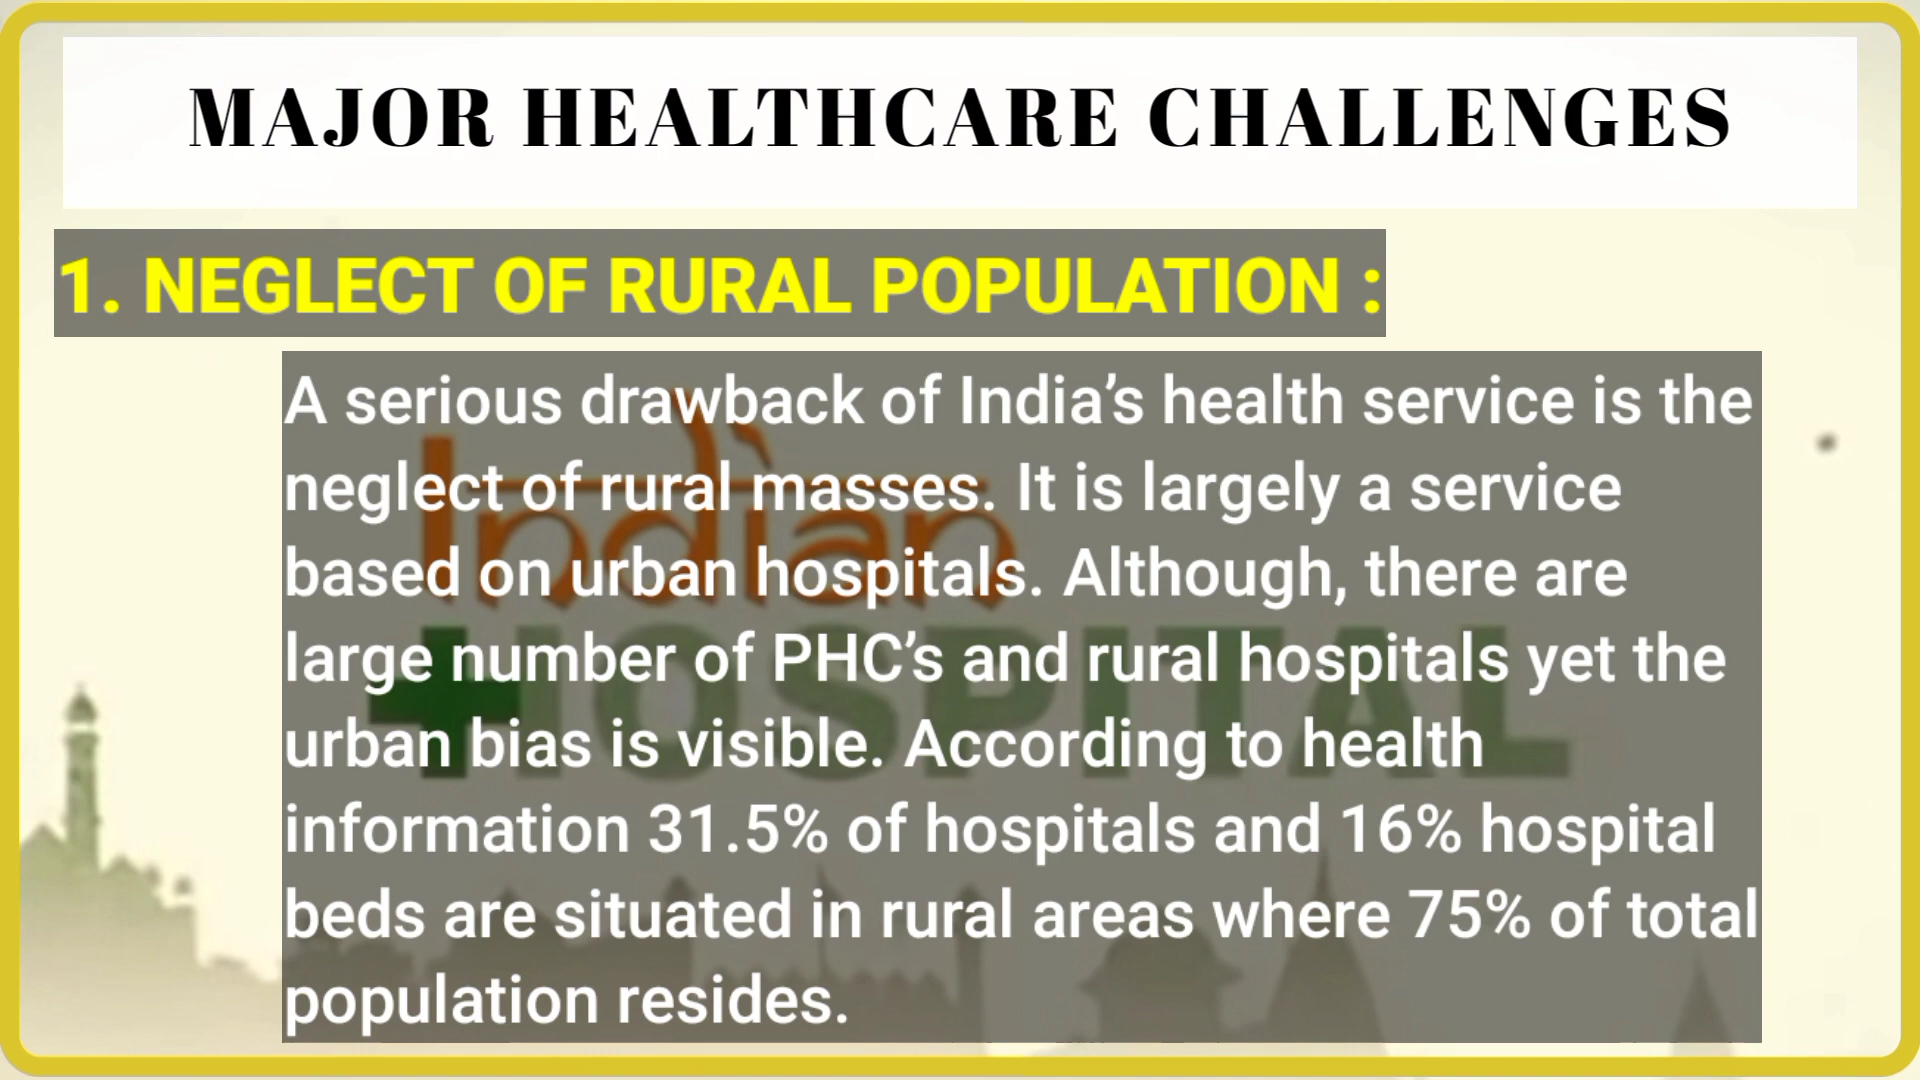 MAJOR HEALTHCARE CHALLENGES
1. NEGLECT OF RURAL POPULATION :
A serious drawback of India’s health service is the
neglect of rural masses. It is largely a service
based on urban hospitals. Although, there are
large number of PHC’s and rural hospitals yet the
urban bias is visible. According to health
information 31.5% of hospitals and 16% hospital
beds are situated in rural areas where 75% of total
population resides.
Indian
HOSPITAL